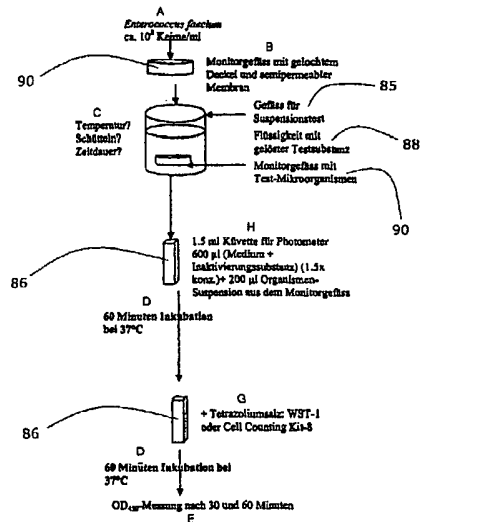 A
Enterococcus faecium
ca. 10⁸ Keime/ml
B
90
Monitorgefäss mit gelochtem
Deckel und semipermeabler
Membran
85
C
Temperatur?
Schütteln?
Zeitdauer?
Gefäss für
Suspensionstest
Flüssigkeit mit
gelöster Testsubstanz
88
Monitorgefäss mit
Test-Mikroorganismen
90
H
1.5 ml Küvette für Photometer
600 µl (Medium +
Inaktivierungssubstanz) (1.5x
konz.)+ 200 µl Organismen-
Suspension aus dem Monitorgefäss
86
D
60 Minuten Inkubation
bei 37°C
G
+ Tetrazoliumsalz: WST-1
oder Cell Counting Kit-8
86
D
60 Minuten Inkubation bei
37°C
OD₄₅₀-Messung nach 30 und 60 Minuten
E